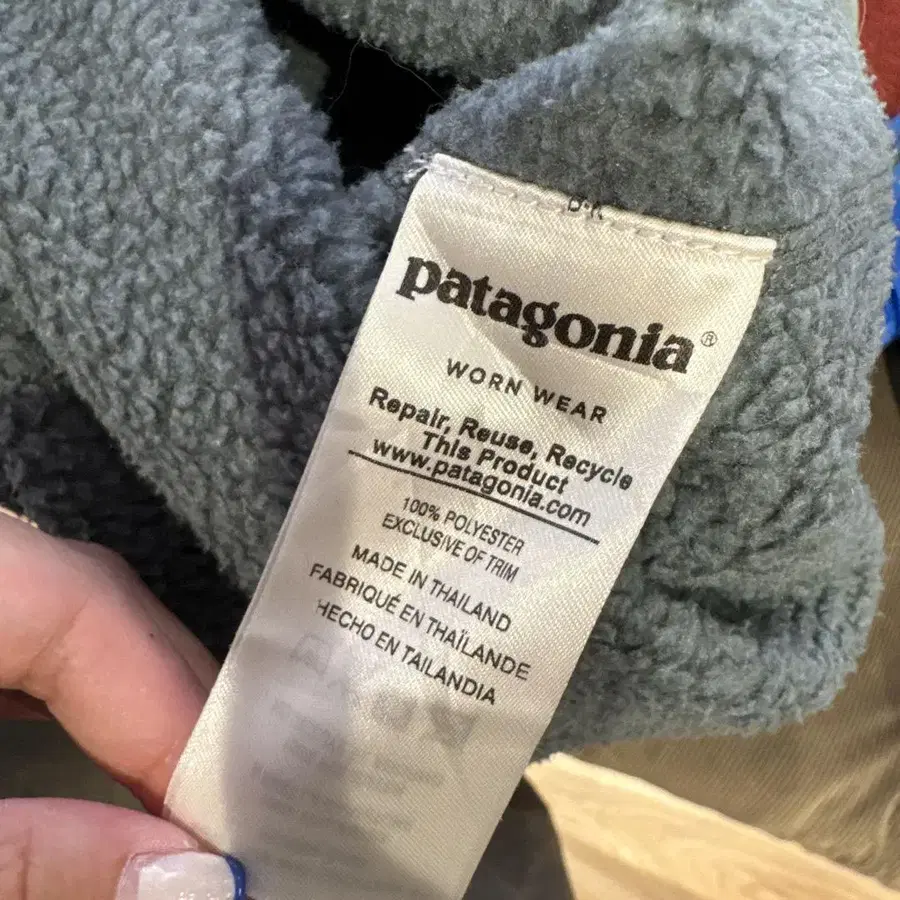 patagonia®
WORN WEAR
Repair, Reuse, Recycle
This Product
www.patagonia.com
100% POLYESTER
EXCLUSIVE OF TRIM
MADE IN THAILAND
FABRIQUÉ EN THAÏLANDE
HECHO EN TAILANDIA